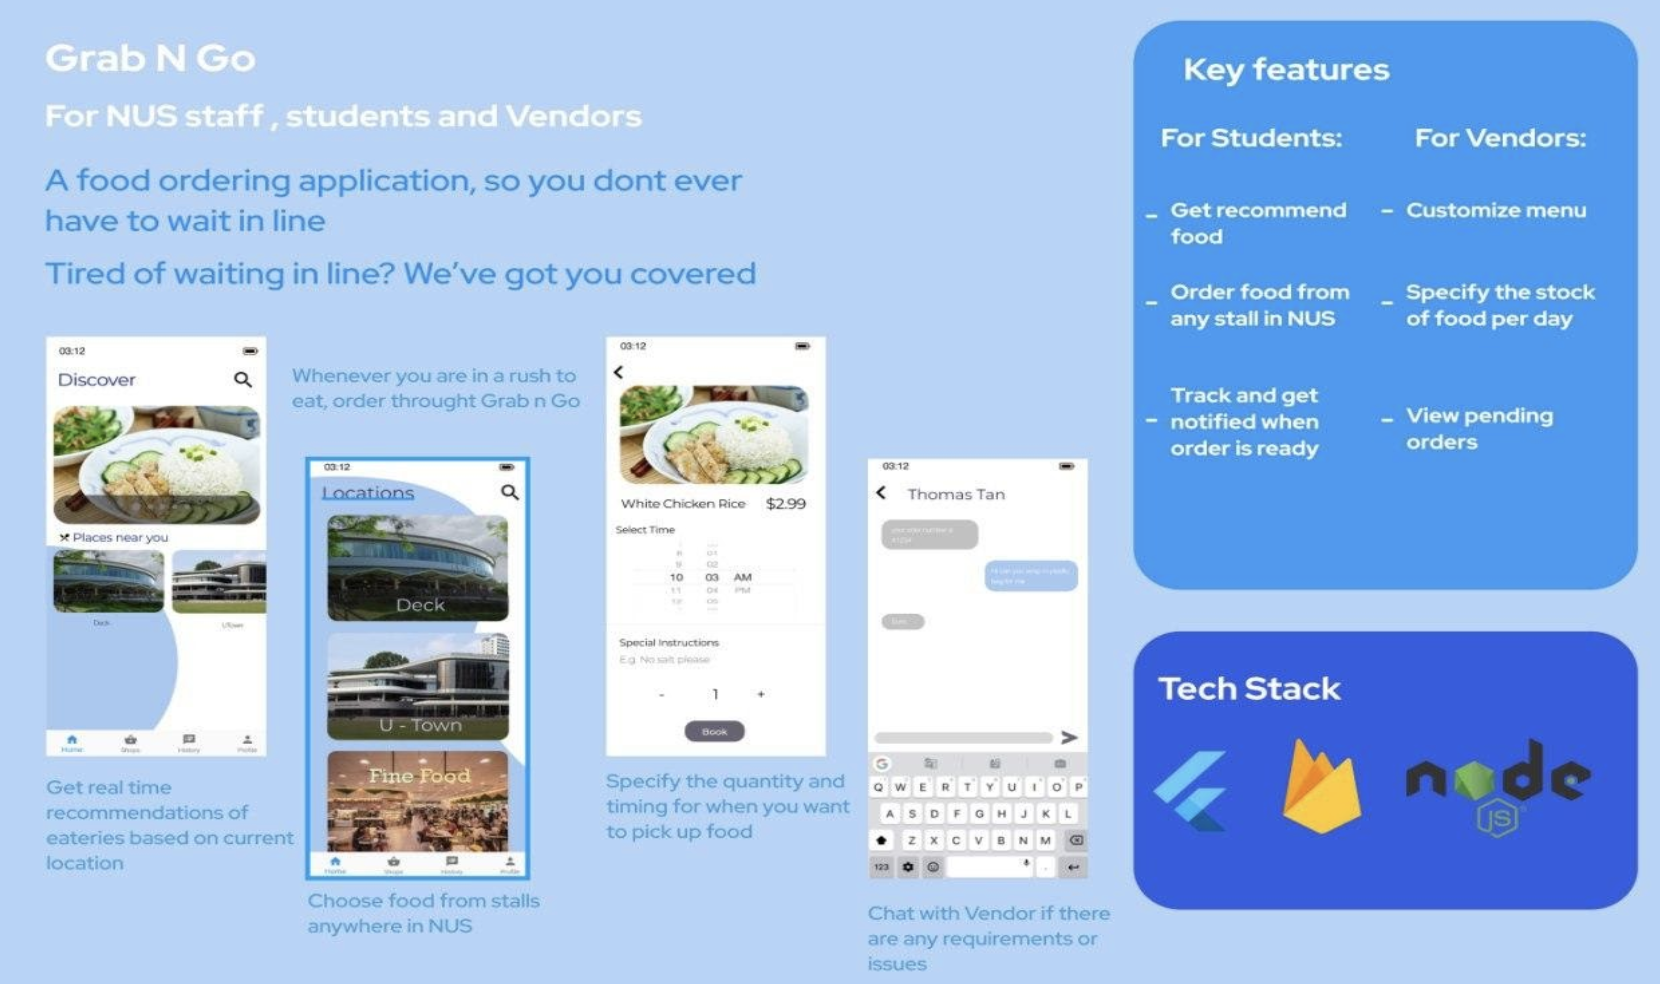 Grab N Go
For NUS staff , students and Vendors
A food ordering application, so you dont ever
have to wait in line
Tired of waiting in line? We've got you covered
03:12
Discover
Places near you
Deck
UTown
Home
Shops
History
Profile
Get real time
recommendations of
eateries based on current
location
Whenever you are in a rush to
eat, order throught Grab n Go
03:12
Locations
Deck
U - Town
Fine Food
Home
Shops
History
Profile
Choose food from stalls
anywhere in NUS
03:12
White Chicken Rice $2.99
Select Time
8 01
9 02
10 03 AM
11 04 PM
12 05
Special Instructions
E.g. No salt please
- 1 +
Book
Specify the quantity and
timing for when you want
to pick up food
03:12
Thomas Tan
Q W E R T Y U I O P
A S D F G H J K L
Z X C V B N M
123
Chat with Vendor if there
are any requirements or
issues
Key features
For Students:
- Get recommend
food
- Order food from
any stall in NUS
- Track and get
notified when
order is ready
For Vendors:
- Customize menu
- Specify the stock
of food per day
- View pending
orders
Tech Stack
node
JS